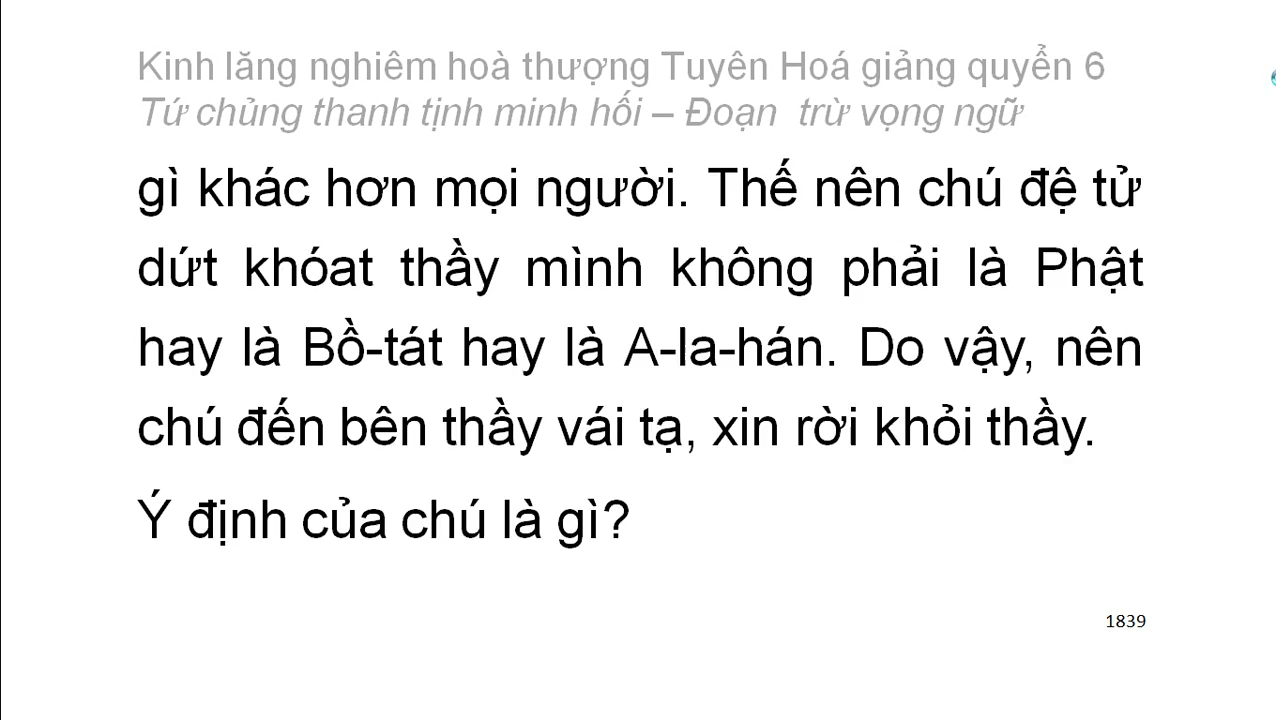 Kinh lăng nghiêm hoà thượng Tuyên Hoá giảng quyển 6
Tứ chủng thanh tịnh minh hối – Đoạn trừ vọng ngữ
gì khác hơn mọi người. Thế nên chú đệ tử
dứt khóat thầy mình không phải là Phật
hay là Bồ-tát hay là A-la-hán. Do vậy, nên
chú đến bên thầy vái tạ, xin rời khỏi thầy.
Ý định của chú là gì?
1839